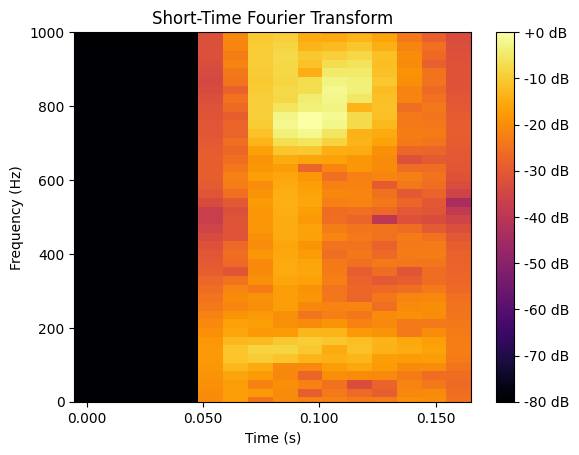 Short-Time Fourier Transform
1000
800
600
400
200
0
Frequency (Hz)
0.000
0.050
0.100
0.150
Time (s)
+0 dB
-10 dB
-20 dB
-30 dB
-40 dB
-50 dB
-60 dB
-70 dB
-80 dB